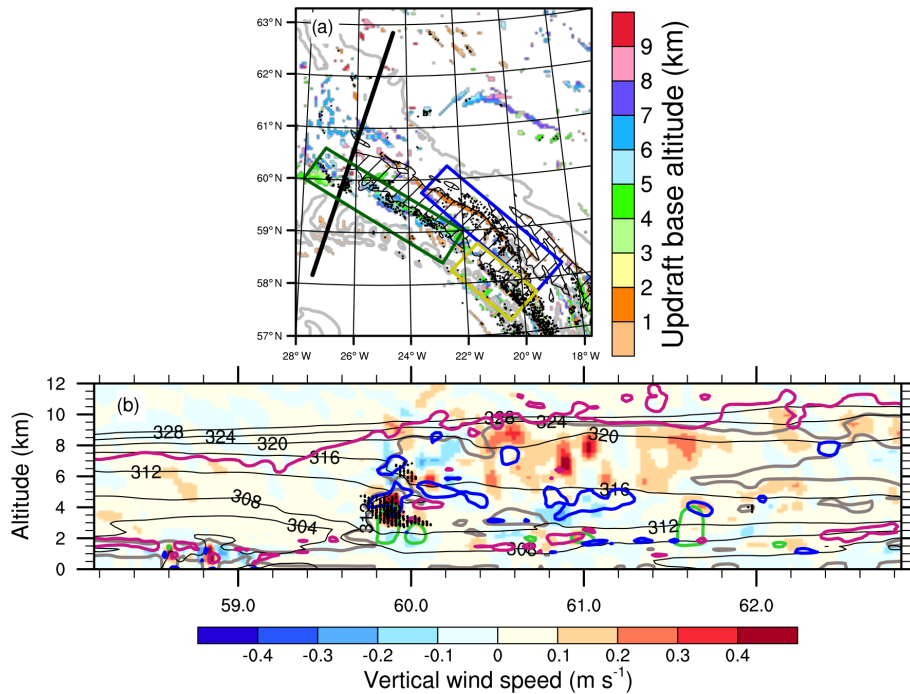 63°N
(a)
62°N
61°N
60°N
59°N
58°N
57°N
28° W 26°W 24°W 22°W 20°W 18°W
9
8
7
6
5
4
3
2
1
Updraft base altitude (km)
12
10
8
6
4
2
0
Altitude (km)
(b)
328 324
328 324 320 320
316
312 316
308
304 312 312
308
59.0 60.0 61.0 62.0
-0.4 -0.3 -0.2 -0.1 0 0.1 0.2 0.3 0.4
Vertical wind speed (m s⁻¹)